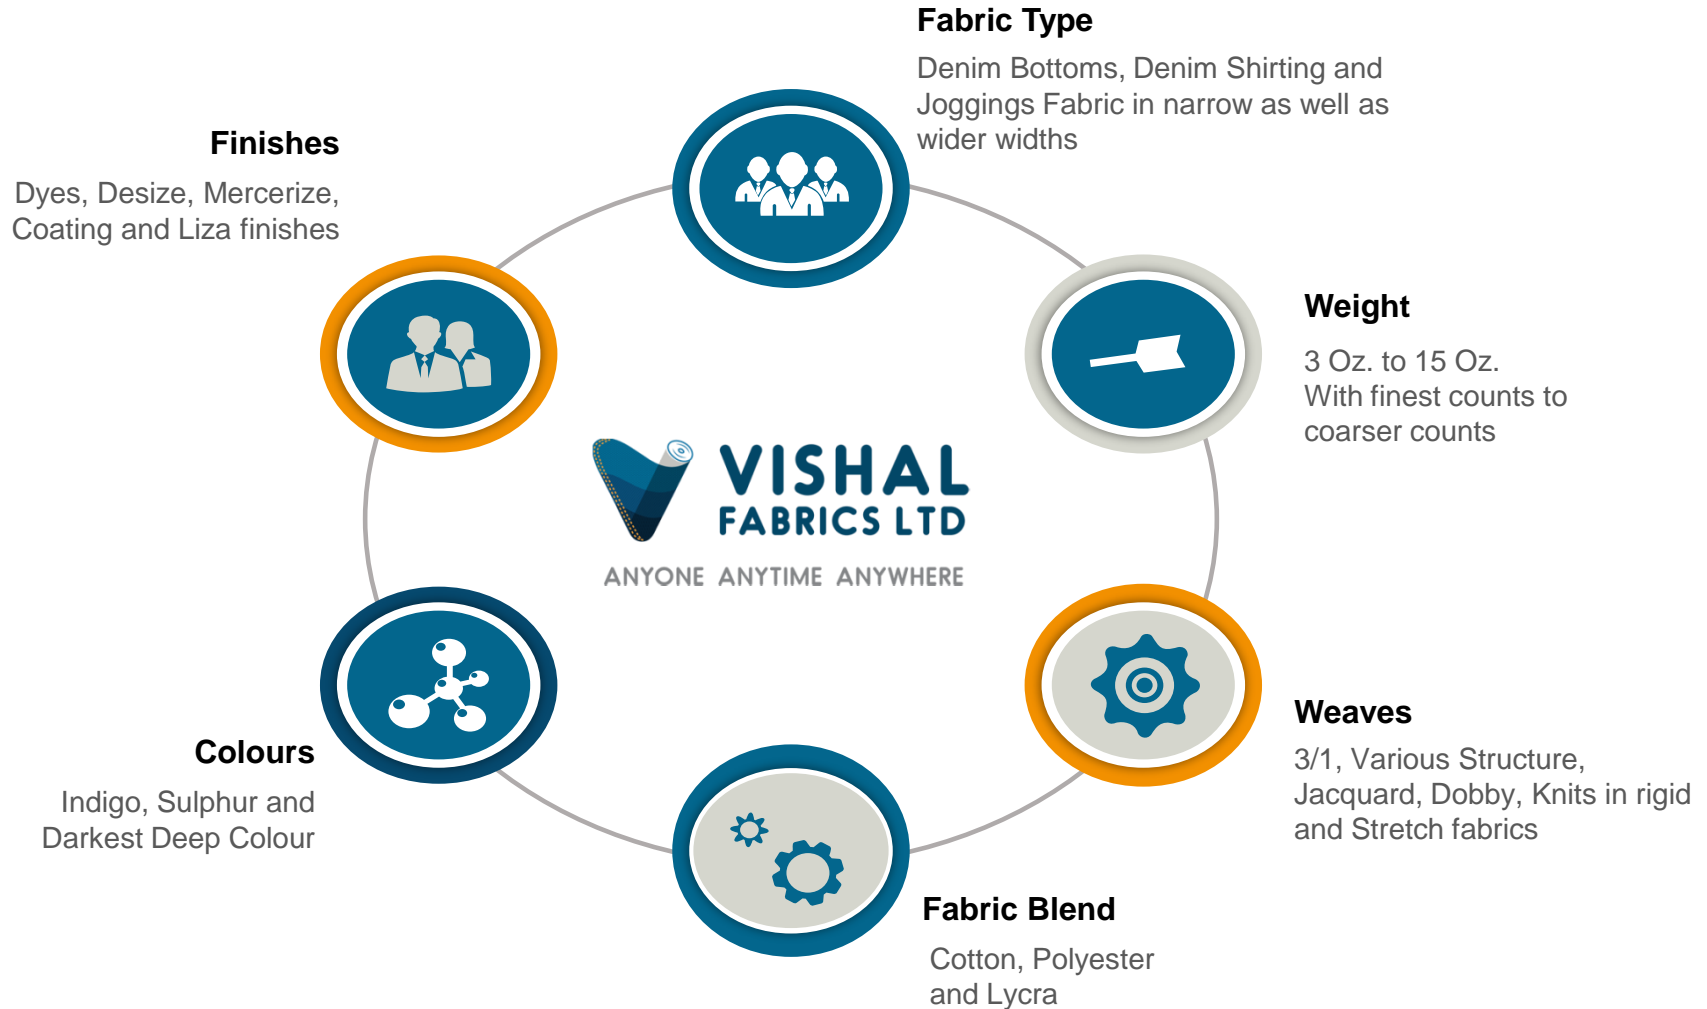 Fabric Type
Denim Bottoms, Denim Shirting and
Joggings Fabric in narrow as well as
wider widths
Finishes
Dyes, Desize, Mercerize,
Coating and Liza finishes
Weight
3 Oz. to 15 Oz.
With finest counts to
coarser counts
VISHAL
FABRICS LTD
ANYONE ANYTIME ANYWHERE
Weaves
3/1, Various Structure,
Jacquard, Dobby, Knits in rigid
and Stretch fabrics
Colours
Indigo, Sulphur and
Darkest Deep Colour
Fabric Blend
Cotton, Polyester
and Lycra